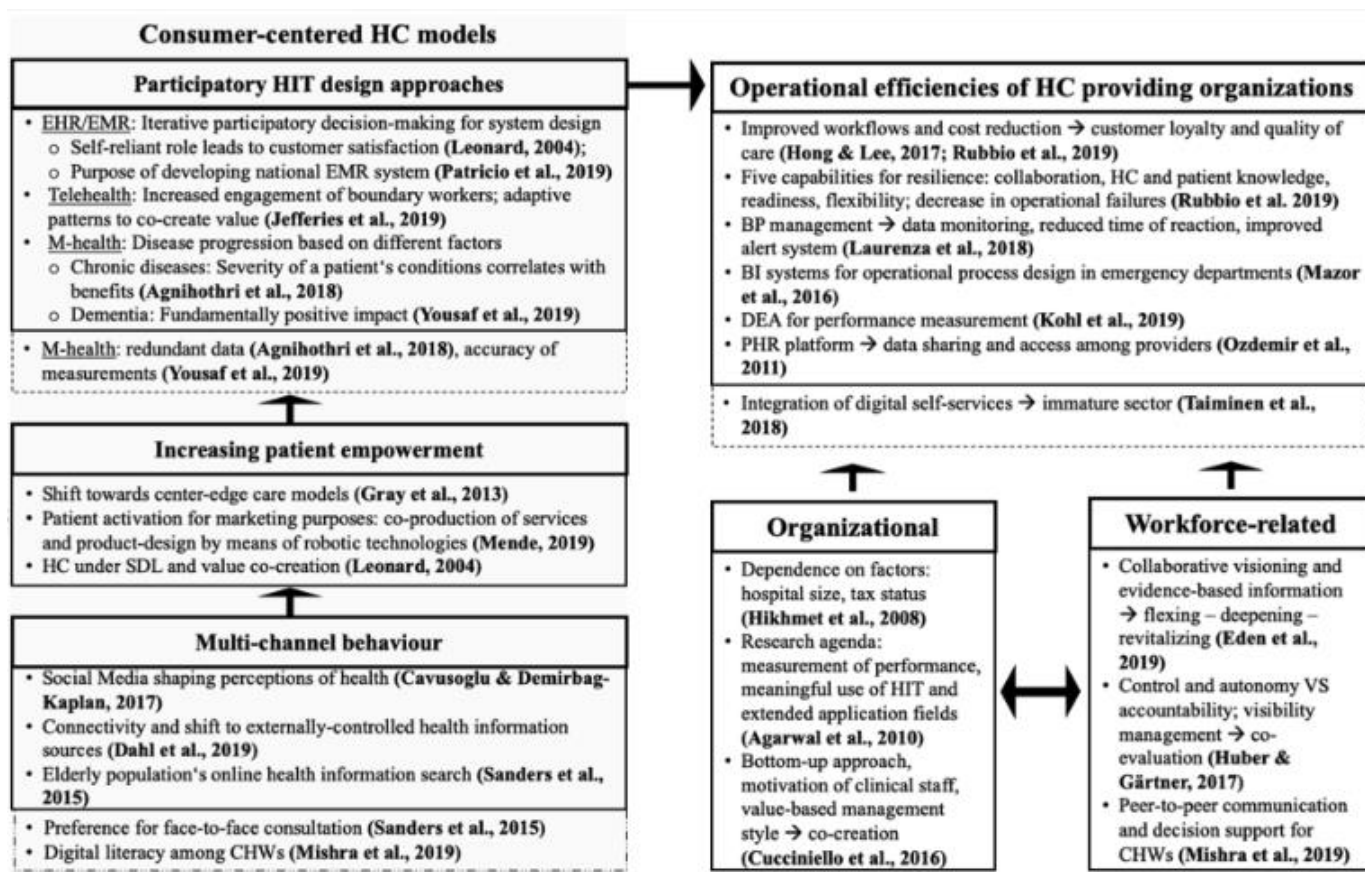 Consumer-centered HC models
Participatory HIT design approaches
• EHR/EMR: Iterative participatory decision-making for system design
o Self-reliant role leads to customer satisfaction (Leonard, 2004);
o Purpose of developing national EMR system (Patricio et al., 2019)
• Telehealth: Increased engagement of boundary workers; adaptive
patterns to co-create value (Jefferies et al., 2019)
• M-health: Disease progression based on different factors
o Chronic diseases: Severity of a patient‘s conditions correlates with
benefits (Agnihothri et al., 2018)
o Dementia: Fundamentally positive impact (Yousaf et al., 2019)
• M-health: redundant data (Agnihothri et al., 2018), accuracy of
measurements (Yousaf et al., 2019)
Increasing patient empowerment
• Shift towards center-edge care models (Gray et al., 2013)
• Patient activation for marketing purposes: co-production of services
and product-design by means of robotic technologies (Mende, 2019)
• HC under SDL and value co-creation (Leonard, 2004)
Multi-channel behaviour
• Social Media shaping perceptions of health (Cavusoglu & Demirbag-
Kaplan, 2017)
• Connectivity and shift to externally-controlled health information
sources (Dahl et al., 2019)
• Elderly population‘s online health information search (Sanders et al.,
2015)
• Preference for face-to-face consultation (Sanders et al., 2015)
• Digital literacy among CHWs (Mishra et al., 2019)
Operational efficiencies of HC providing organizations
• Improved workflows and cost reduction → customer loyalty and quality of
care (Hong & Lee, 2017; Rubbio et al., 2019)
• Five capabilities for resilience: collaboration, HC and patient knowledge,
readiness, flexibility; decrease in operational failures (Rubbio et al. 2019)
• BP management → data monitoring, reduced time of reaction, improved
alert system (Laurenza et al., 2018)
• BI systems for operational process design in emergency departments (Mazor
et al., 2016)
• DEA for performance measurement (Kohl et al., 2019)
• PHR platform → data sharing and access among providers (Ozdemir et al.,
2011)
• Integration of digital self-services → immature sector (Taiminen et al.,
2018)
Organizational
• Dependence on factors:
hospital size, tax status
(Hikhmet et al., 2008)
• Research agenda:
measurement of performance,
meaningful use of HIT and
extended application fields
(Agarwal et al., 2010)
• Bottom-up approach,
motivation of clinical staff,
value-based management
style → co-creation
(Cucciniello et al., 2016)
Workforce-related
• Collaborative visioning and
evidence-based information
→ flexing – deepening –
revitalizing (Eden et al.,
2019)
• Control and autonomy VS
accountability; visibility
management → co-
evaluation (Huber &
Gärtner, 2017)
• Peer-to-peer communication
and decision support for
CHWs (Mishra et al., 2019)